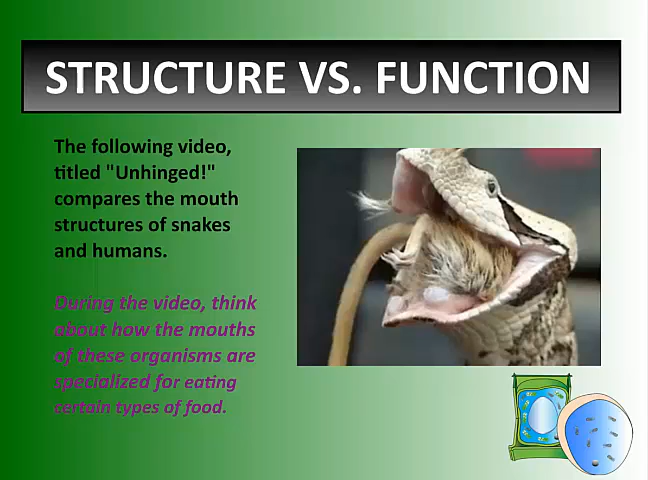 STRUCTURE VS. FUNCTION
The following video,
titled "Unhinged!"
compares the mouth
structures of snakes
and humans.
During the video, think
about how the mouths
of these organisms are
specialized for eating
certain types of food.